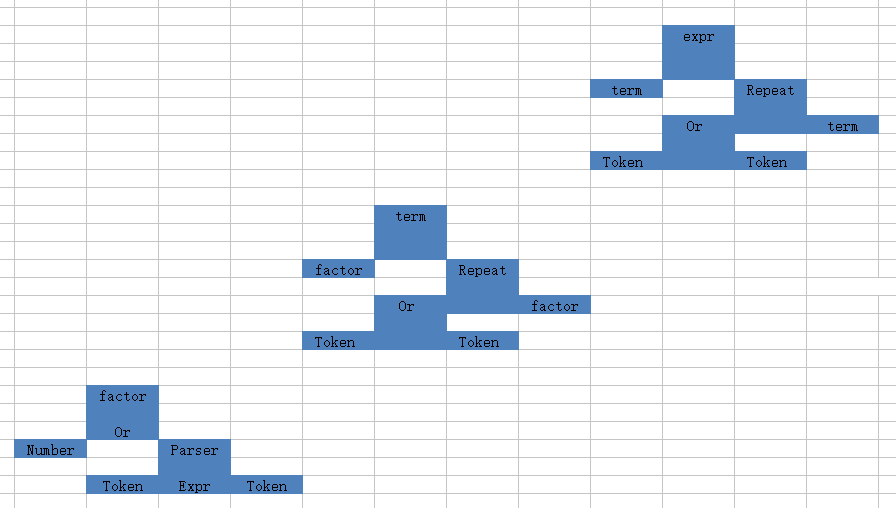 expr
term Repeat
Or term
Token Token
term
factor Repeat
Or factor
Token Token
factor
Or
Number Parser
Token Expr Token